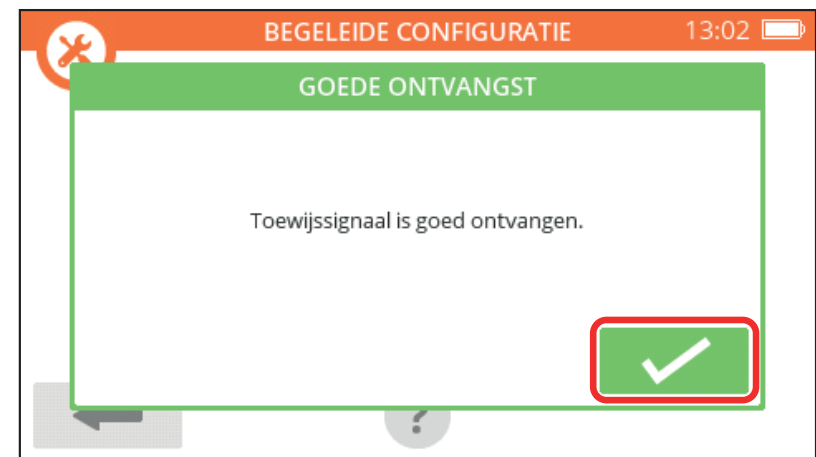 BEGELEIDE CONFIGURATIE 13:02
GOEDE ONTVANGST
Toewijssignaal is goed ontvangen.
?